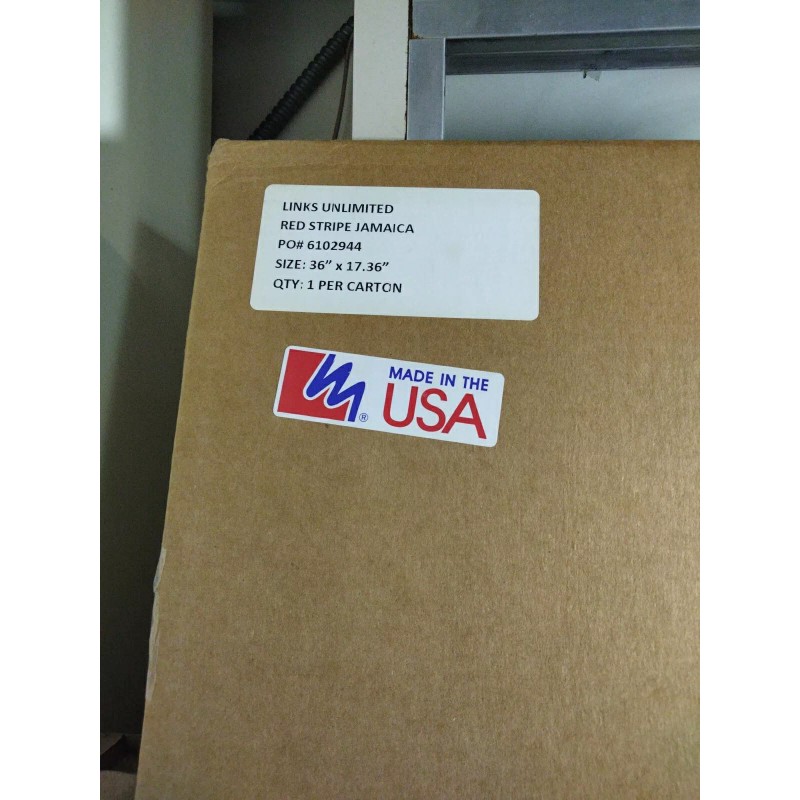 LINKS UNLIMITED
RED STRIPE JAMAICA
PO# 6102944
SIZE: 36” x 17.36”
QTY: 1 PER CARTON
MADE IN THE
USA
®